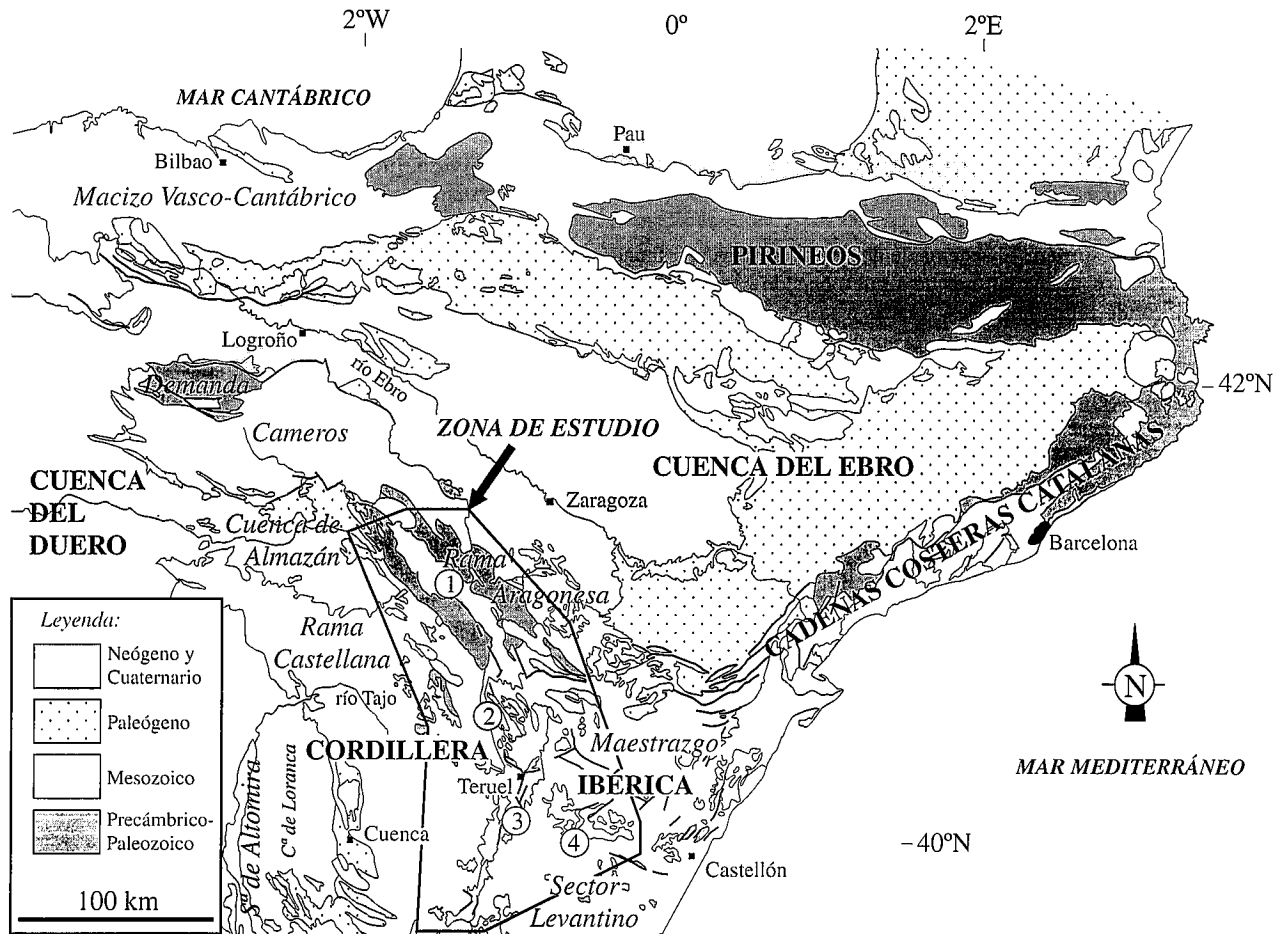 2ºW
0º
2ºE
MAR CANTÁBRICO
Pau
Bilbao
Macizo Vasco-Cantábrico
PIRINEOS
Logroño
río Ebro
42ºN
Demanda
Cameros
ZONA DE ESTUDIO
CUENCA DEL EBRO
CUENCA
DEL
DUERO
Zaragoza
CADENAS COSTERAS CATALANAS
Cuenca de
Almazán
Barcelona
Rama
Aragonesa
1
Rama
Castellana
río Tajo
2
CORDILLERA
Maestrazgo
N
MAR MEDITERRÁNEO
Teruel
IBÉRICA
3
4
Sª de Altomira
Cª de Loranca
Cuenca
40ºN
Castellón
Sector
Levantino
Leyenda:
Neógeno y
Cuaternario
Paleógeno
Mesozoico
Precámbrico-
Paleozoico
100 km